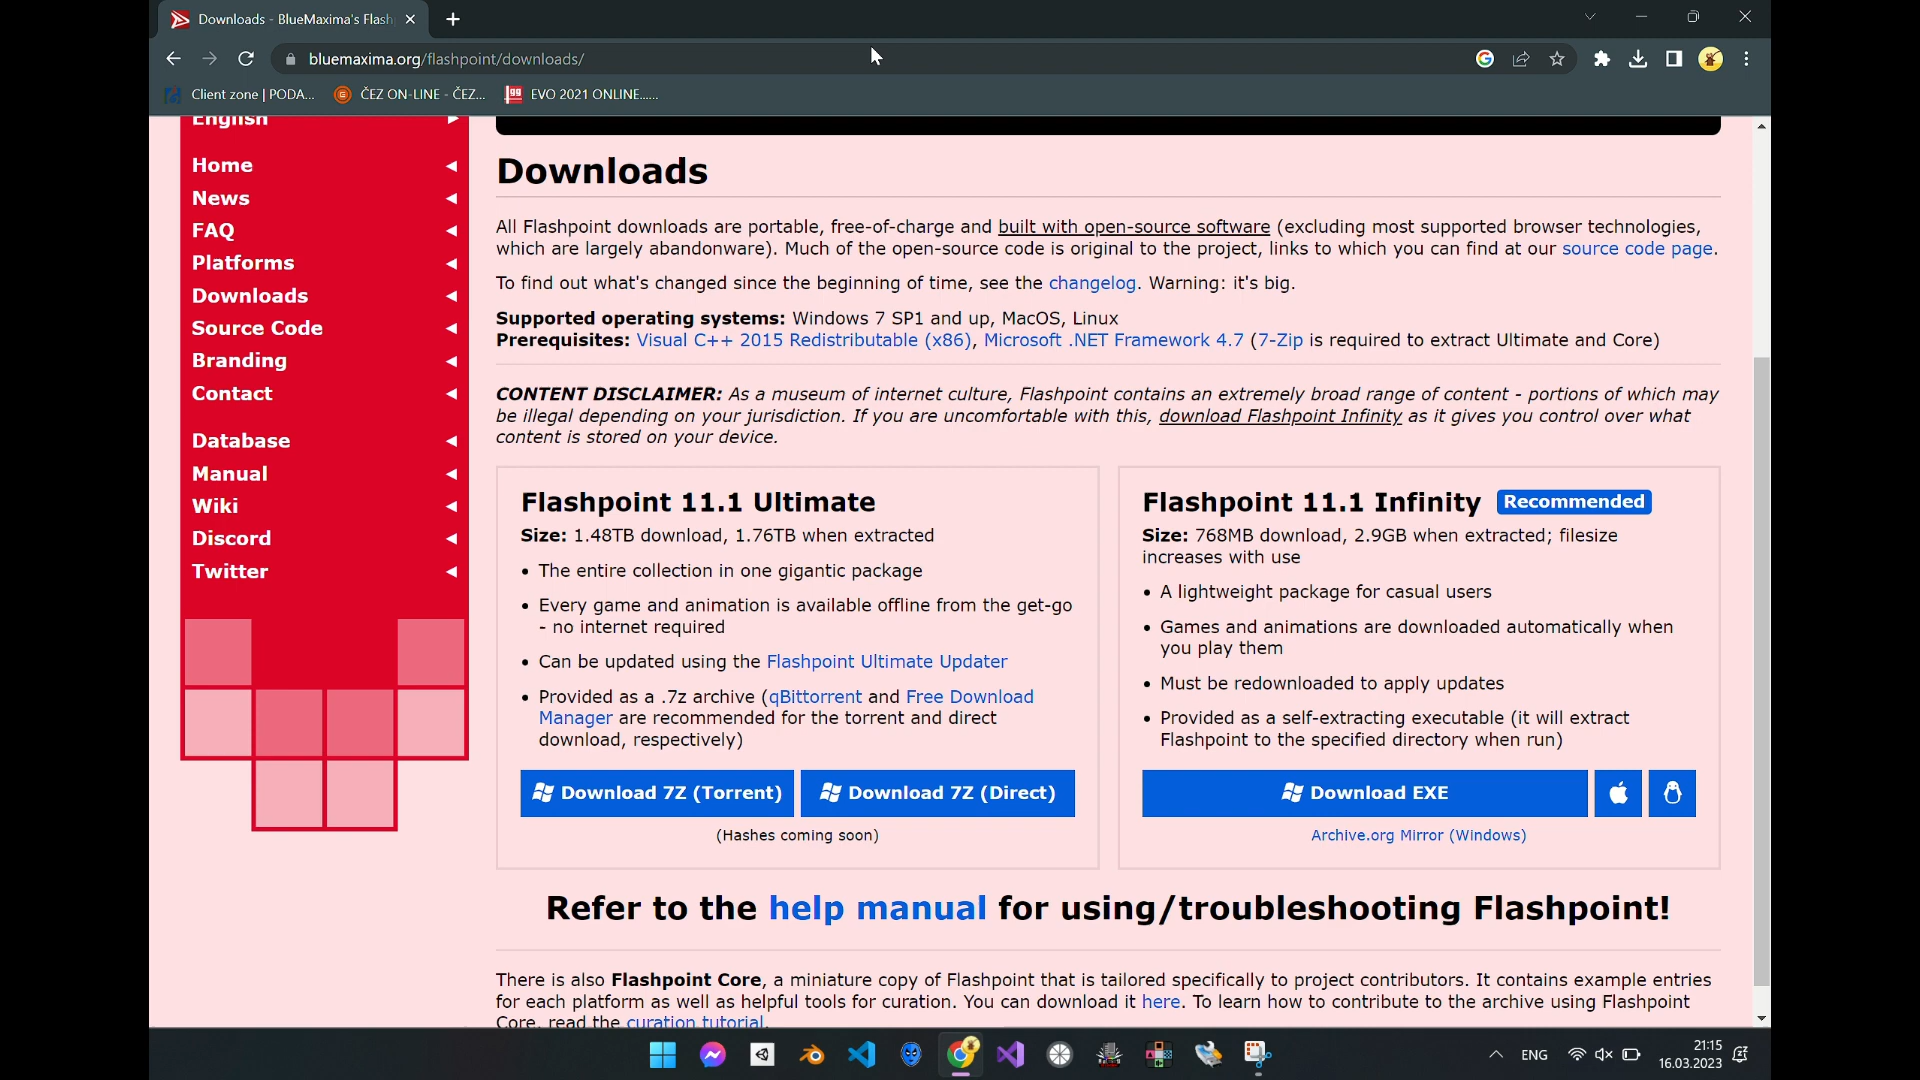 Downloads - BlueMaxima's Flash
bluemaxima.org/flashpoint/downloads/
Client zone | PODA...
ČEZ ON-LINE - ČEZ...
EVO 2021 ONLINE......
English
Home
News
FAQ
Platforms
Downloads
Source Code
Branding
Contact
Database
Manual
Wiki
Discord
Twitter
Downloads
All Flashpoint downloads are portable, free-of-charge and built with open-source software (excluding most supported browser technologies,
which are largely abandonware). Much of the open-source code is original to the project, links to which you can find at our source code page.
To find out what's changed since the beginning of time, see the changelog. Warning: it's big.
Supported operating systems: Windows 7 SP1 and up, MacOS, Linux
Prerequisites: Visual C++ 2015 Redistributable (x86), Microsoft .NET Framework 4.7 (7-Zip is required to extract Ultimate and Core)
CONTENT DISCLAIMER: As a museum of internet culture, Flashpoint contains an extremely broad range of content - portions of which may
be illegal depending on your jurisdiction. If you are uncomfortable with this, download Flashpoint Infinity as it gives you control over what
content is stored on your device.
Flashpoint 11.1 Ultimate
Size: 1.48TB download, 1.76TB when extracted
• The entire collection in one gigantic package
• Every game and animation is available offline from the get-go
- no internet required
• Can be updated using the Flashpoint Ultimate Updater
• Provided as a .7z archive (qBittorrent and Free Download
Manager are recommended for the torrent and direct
download, respectively)
Download 7Z (Torrent)
Download 7Z (Direct)
(Hashes coming soon)
Flashpoint 11.1 Infinity Recommended
Size: 768MB download, 2.9GB when extracted; filesize
increases with use
• A lightweight package for casual users
• Games and animations are downloaded automatically when
you play them
• Must be redownloaded to apply updates
• Provided as a self-extracting executable (it will extract
Flashpoint to the specified directory when run)
Download EXE
Archive.org Mirror (Windows)
Refer to the help manual for using/troubleshooting Flashpoint!
There is also Flashpoint Core, a miniature copy of Flashpoint that is tailored specifically to project contributors. It contains example entries
for each platform as well as helpful tools for curation. You can download it here. To learn how to contribute to the archive using Flashpoint
Core, read the curation tutorial.
ENG
21:15
16.03.2023